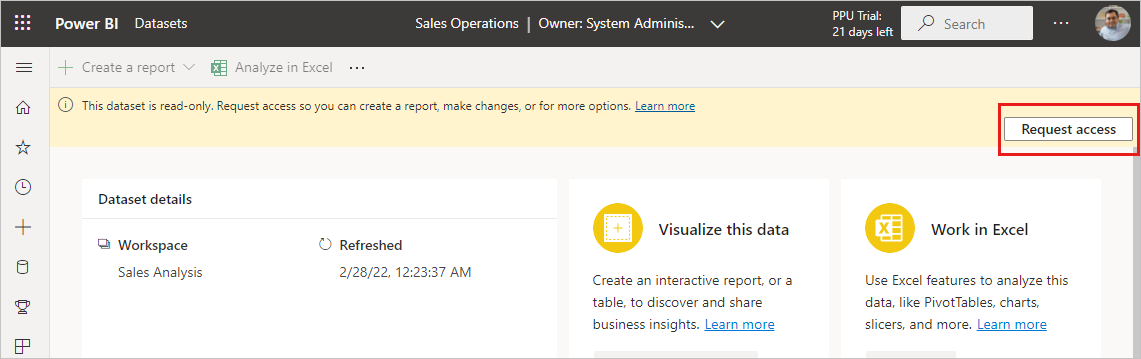 Power BI Datasets Sales Operations | Owner: System Adminis... PPU Trial: Search ...
21 days left
Create a report Analyze in Excel ...
This dataset is read-only. Request access so you can create a report, make changes, or for more options. Learn more
Request access
Dataset details
Workspace Refreshed
Sales Analysis 2/28/22, 12:23:37 AM
Visualize this data
Create an interactive report, or a
table, to discover and share
business insights. Learn more
Work in Excel
Use Excel features to analyze this
data, like PivotTables, charts,
slicers, and more. Learn more